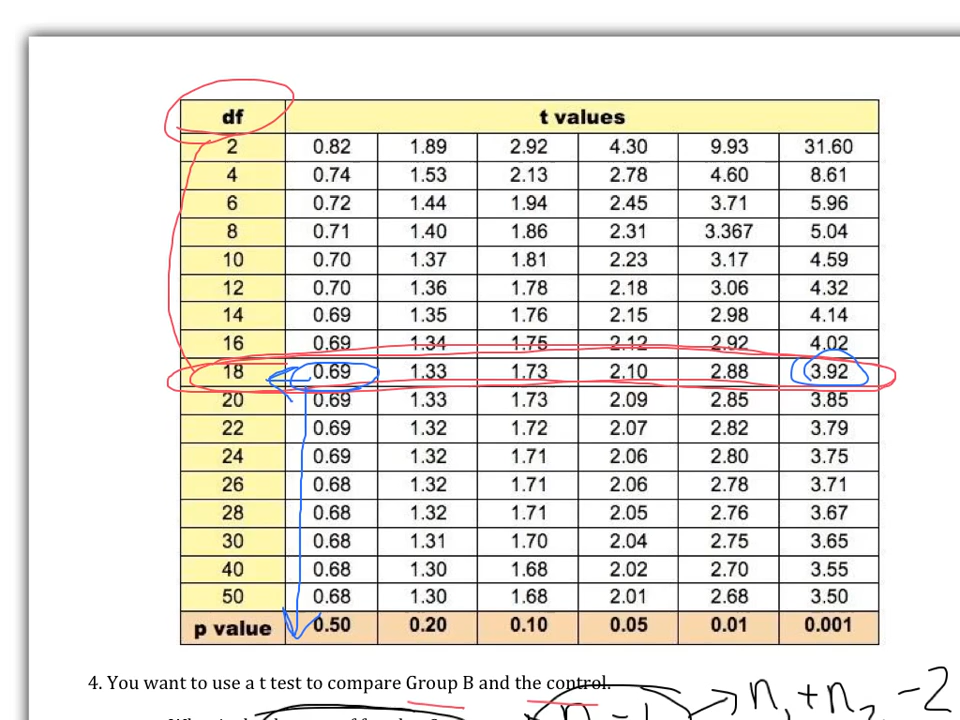 df t values
2 0.82 1.89 2.92 4.30 9.93 31.60
4 0.74 1.53 2.13 2.78 4.60 8.61
6 0.72 1.44 1.94 2.45 3.71 5.96
8 0.71 1.40 1.86 2.31 3.367 5.04
10 0.70 1.37 1.81 2.23 3.17 4.59
12 0.70 1.36 1.78 2.18 3.06 4.32
14 0.69 1.35 1.76 2.15 2.98 4.14
16 0.69 1.34 1.75 2.12 2.92 4.02
18 0.69 1.33 1.73 2.10 2.88 3.92
20 0.69 1.33 1.73 2.09 2.85 3.85
22 0.69 1.32 1.72 2.07 2.82 3.79
24 0.69 1.32 1.71 2.06 2.80 3.75
26 0.68 1.32 1.71 2.06 2.78 3.71
28 0.68 1.32 1.71 2.05 2.76 3.67
30 0.68 1.31 1.70 2.04 2.75 3.65
40 0.68 1.30 1.68 2.02 2.70 3.55
50 0.68 1.30 1.68 2.01 2.68 3.50
p value 0.50 0.20 0.10 0.05 0.01 0.001
4. You want to use a t test to compare Group B and the control.
n₁ + n₂ - 2